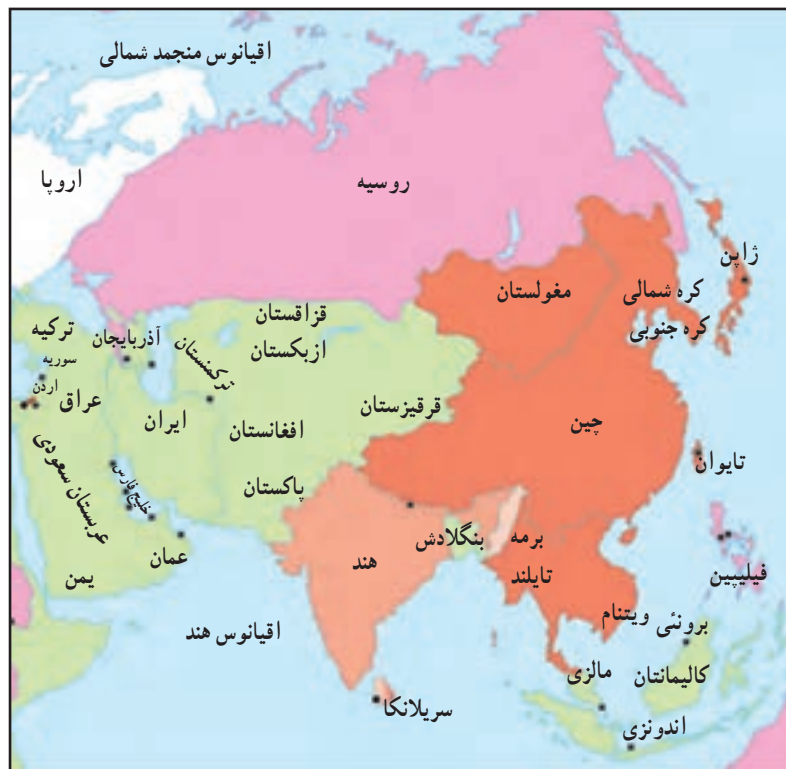 اقیانوس منجمد شمالی
اروپا
روسیه
ژاپن
مغولستان
کره شمالی
کره جنوبی
قزاقستان
ترکیه
آذربایجان
ازبکستان
ترکمنستان
سوریه
اردن
عراق
ایران
افغانستان
قرقیزستان
چین
تایوان
عربستان سعودی
خلیج فارس
پاکستان
بنگلادش
برمه
عمان
هند
تایلند
فیلیپین
یمن
اقیانوس هند
ویتنام
برونئی
مالزی
کالیمانتان
سریلانکا
اندونزی